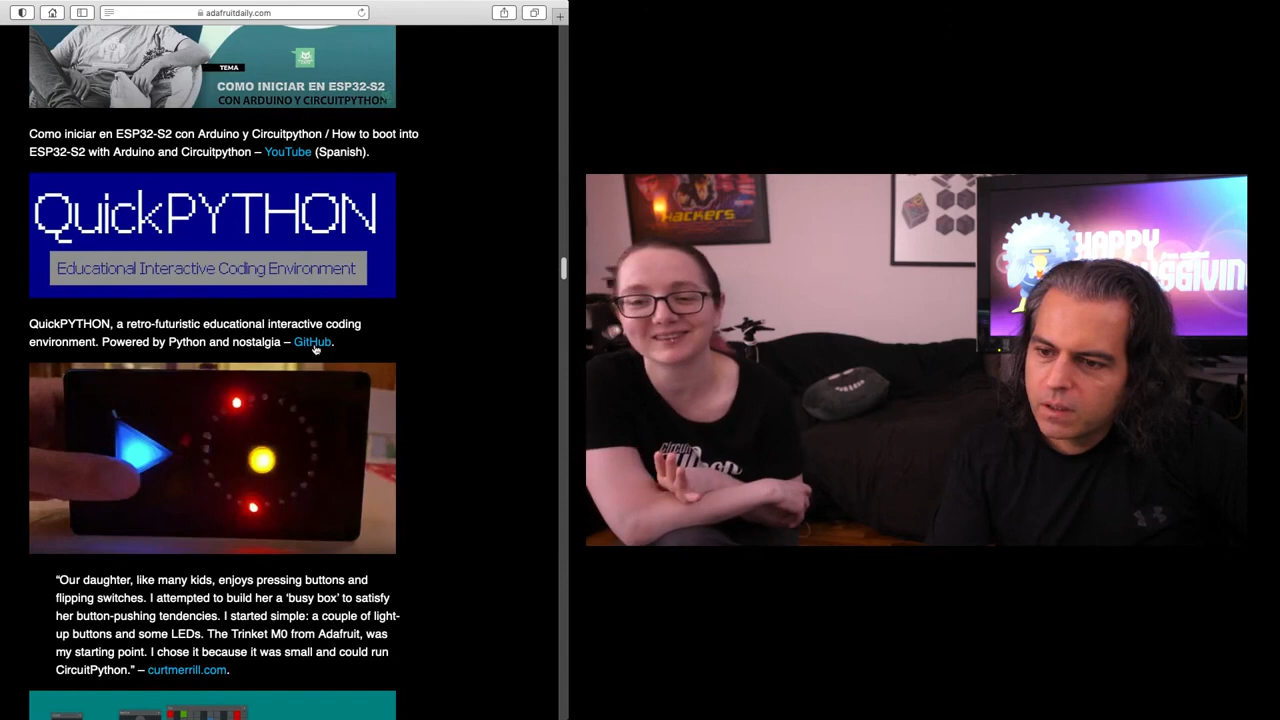 adafruitdaily.com
TEMA
COMO INICIAR EN ESP32-S2
CON ARDUINO Y CIRCUITPYTHON
Como iniciar en ESP32-S2 con Arduino y Circuitpython / How to boot into
ESP32-S2 with Arduino and Circuitpython – YouTube (Spanish).
QuickPYTHON
Educational Interactive Coding Environment
QuickPYTHON, a retro-futuristic educational interactive coding
environment. Powered by Python and nostalgia – GitHub.
“Our daughter, like many kids, enjoys pressing buttons and
flipping switches. I attempted to build her a ‘busy box’ to satisfy
her button-pushing tendencies. I started simple: a couple of light-
up buttons and some LEDs. The Trinket M0 from Adafruit, was
my starting point. I chose it because it was small and could run
CircuitPython.” – curtmerrill.com.
HACKERS
HAPPY